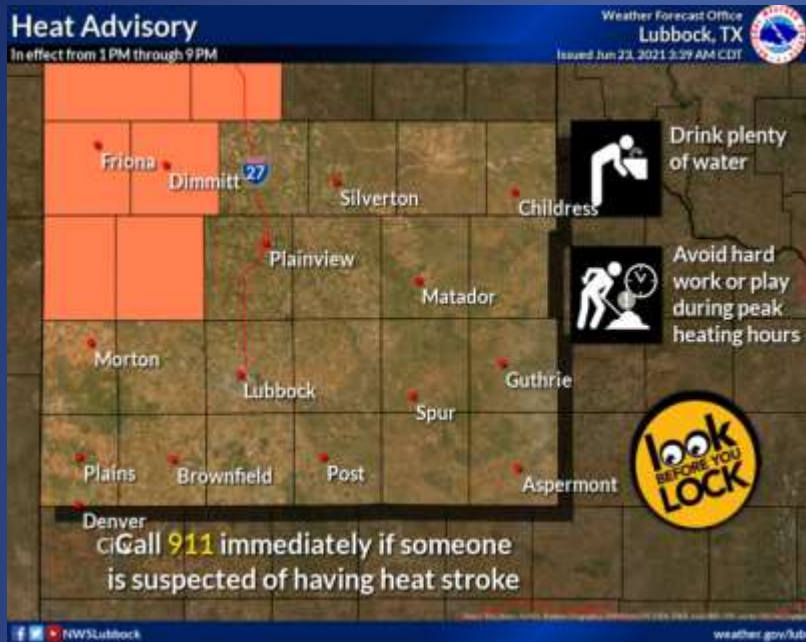 Heat Advisory
In effect from 1 PM through 9 PM
Weather Forecast Office
Lubbock, TX
Issued Jun 23, 2021 3:39 AM CDT
Friona
Dimmitt
27
Silverton
Childress
Drink plenty
of water
Plainview
Matador
Avoid hard
work or play
during peak
heating hours
Morton
Lubbock
Guthrie
Spur
look
BEFORE YOU
LOCK
Plains
Brownfield
Post
Aspermont
Denver
Call 911 immediately if someone
is suspected of having heat stroke
NWSLubbock
weather.gov/lub